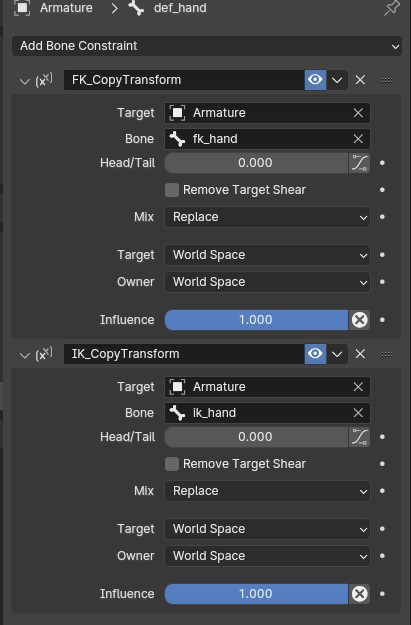 Armature > def_hand
Add Bone Constraint
FK_CopyTransform
Target Armature
Bone fk_hand
Head/Tail 0.000
Remove Target Shear
Mix Replace
Target World Space
Owner World Space
Influence 1.000
IK_CopyTransform
Target Armature
Bone ik_hand
Head/Tail 0.000
Remove Target Shear
Mix Replace
Target World Space
Owner World Space
Influence 1.000